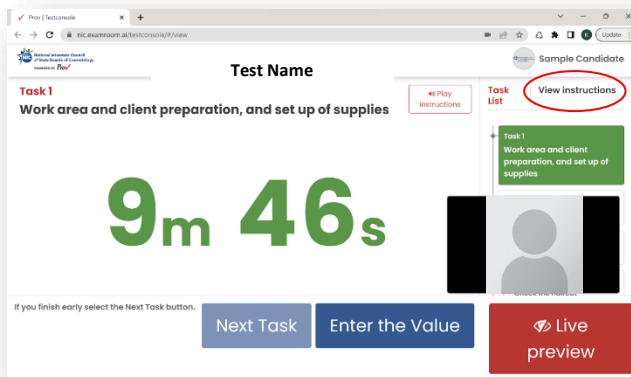 Prov | Testconsole
nic.examroom.ai/testconsole/#/view
Update
National Interstate Council
of State Boards of Cosmetology
POWERED BY Prov
Test Name
Sample Candidate
Task 1
Work area and client preparation, and set up of supplies
Play
instructions
Task
List
View instructions
Task 1
Work area and client
preparation, and set up of
supplies
9m 46s
If you finish early select the Next Task button.
Next Task
Enter the Value
Live
preview